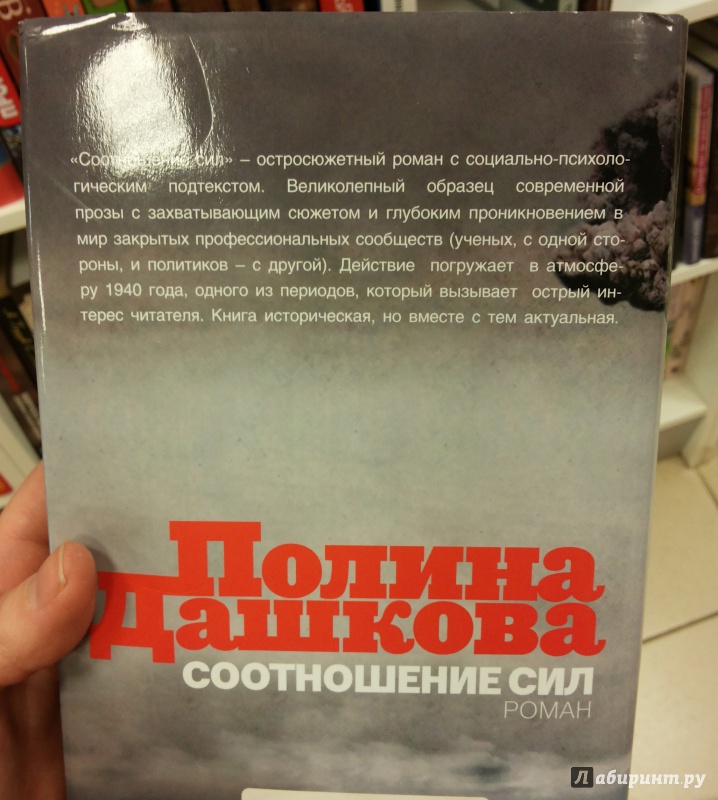 «Соотношение сил» – остросюжетный роман с социально-психоло-
гическим подтекстом. Великолепный образец современной
прозы с захватывающим сюжетом и глубоким проникновением в
мир закрытых профессиональных сообществ (ученых, с одной сто-
роны, и политиков – с другой). Действие погружает в атмосфе-
ру 1940 года, одного из периодов, который вызывает острый ин-
терес читателя. Книга историческая, но вместе с тем актуальная.
Полина
Дашкова
СООТНОШЕНИЕ СИЛ
РОМАН
Лабиринт.ру